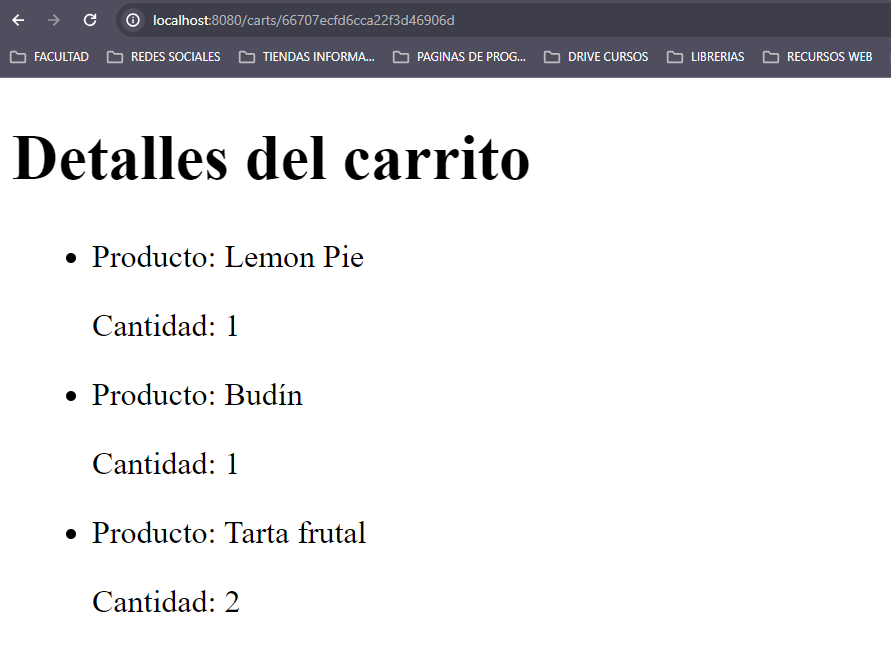 localhost:8080/carts/66707ecfd6cca22f3d46906d
FACULTAD REDES SOCIALES TIENDAS INFORMA... PAGINAS DE PROG... DRIVE CURSOS LIBRERIAS RECURSOS WEB
Detalles del carrito
• Producto: Lemon Pie
Cantidad: 1
• Producto: Budín
Cantidad: 1
• Producto: Tarta frutal
Cantidad: 2